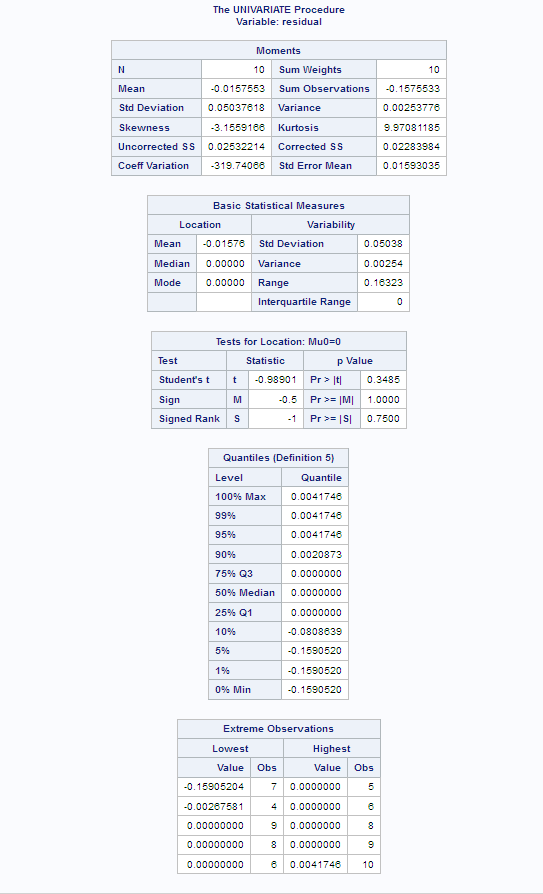 The UNIVARIATE Procedure
Variable: residual
Moments
N 10 Sum Weights 10
Mean -0.0157553 Sum Observations -0.1575533
Std Deviation 0.05037618 Variance 0.00253776
Skewness -3.1559166 Kurtosis 9.97081185
Uncorrected SS 0.02532214 Corrected SS 0.02283984
Coeff Variation -319.74066 Std Error Mean 0.01593035
Basic Statistical Measures
Location Variability
Mean -0.01576 Std Deviation 0.05038
Median 0.00000 Variance 0.00254
Mode 0.00000 Range 0.16323
Interquartile Range 0
Tests for Location: Mu0=0
Test Statistic p Value
Student's t t -0.98901 Pr > |t| 0.3485
Sign M -0.5 Pr >= |M| 1.0000
Signed Rank S -1 Pr >= |S| 0.7500
Quantiles (Definition 5)
Level Quantile
100% Max 0.0041746
99% 0.0041746
95% 0.0041746
90% 0.0020873
75% Q3 0.0000000
50% Median 0.0000000
25% Q1 0.0000000
10% -0.0808639
5% -0.1590520
1% -0.1590520
0% Min -0.1590520
Extreme Observations
Lowest Highest
Value Obs Value Obs
-0.15905204 7 0.0000000 5
-0.00267581 4 0.0000000 6
0.00000000 9 0.0000000 8
0.00000000 8 0.0000000 9
0.00000000 6 0.0041746 10